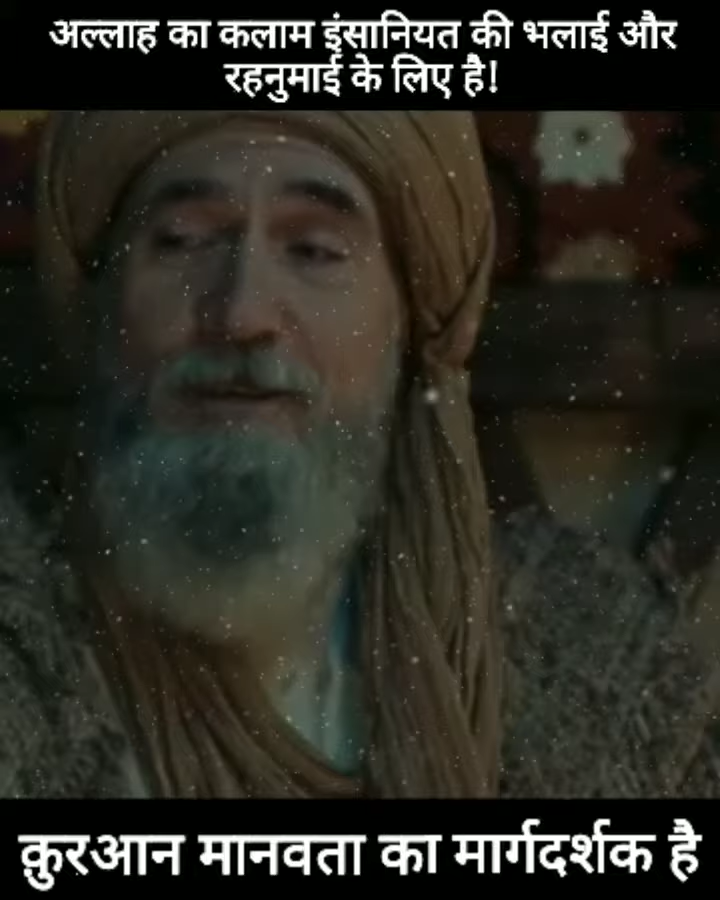 अल्लाह का कलाम इंसानियत की भलाई और
रहनुमाई के लिए है!
क़ुरआन मानवता का मार्गदर्शक है